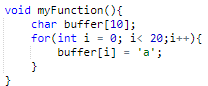 void myFunction(){
    char buffer[10];
    for(int i = 0; i< 20;i++){
        buffer[i] = 'a';
    }
}